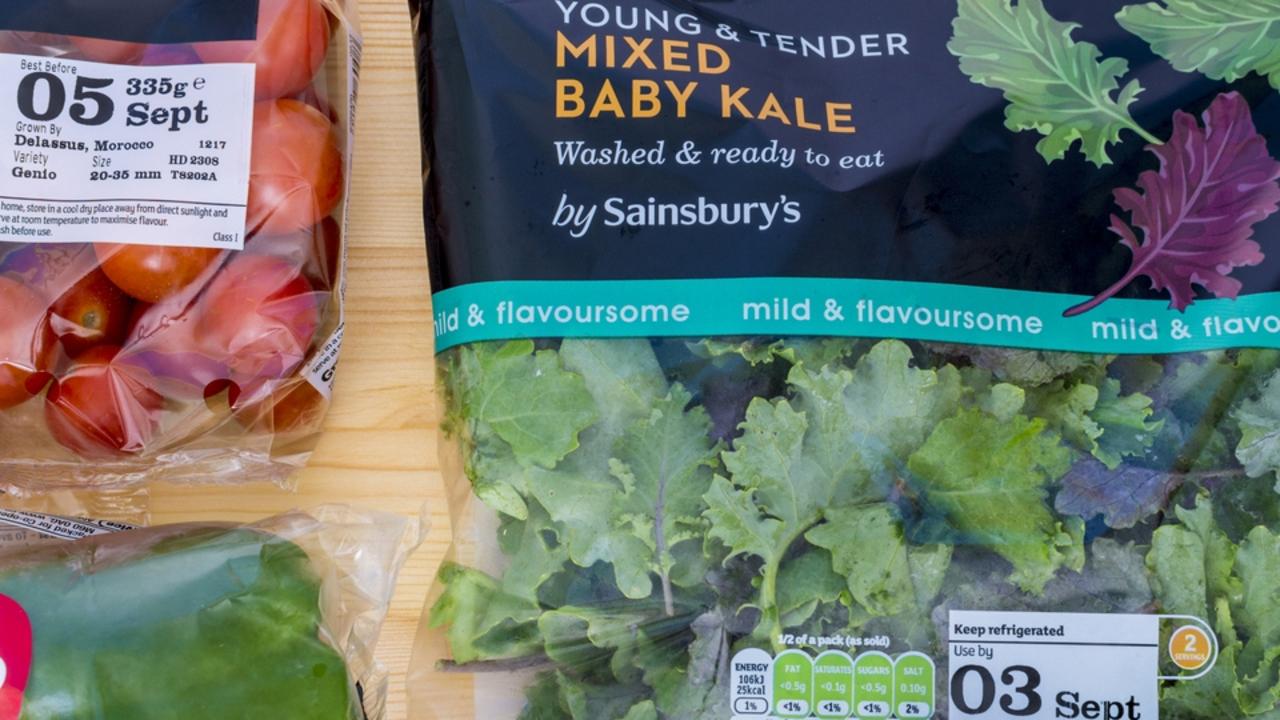 Best Before
05 335g e
Sept
Grown By
Delassus, Morocco 1217
Variety Size HD 2308
Genio 20-35 mm T8202A
home, store in a cool dry place away from direct sunlight and
ve at room temperature to maximise flavour.
sh before use.
Class I
YOUNG & TENDER
MIXED
BABY KALE
Washed & ready to eat
by Sainsbury's
mild & flavoursome mild & flavoursome mild & flavo
1/2 of a pack (as sold)
ENERGY
106kJ
25kcal
1%
FAT
<0.5g
<1%
SATURATES
<0.1g
<1%
SUGARS
<0.5g
<1%
SALT
0.10g
2%
Keep refrigerated
Use by
03 Sept
2
SERVINGS